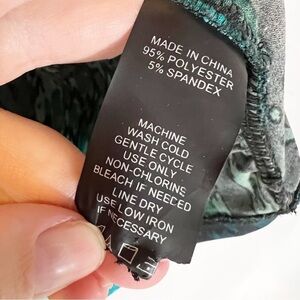 MADE IN CHINA
95% POLYESTER
5% SPANDEX
MACHINE
WASH COLD
GENTLE CYCLE
USE ONLY
NON-CHLORINS
BLEACH IF NEEDED
LINE DRY
USE LOW IRON
IF NECESSARY